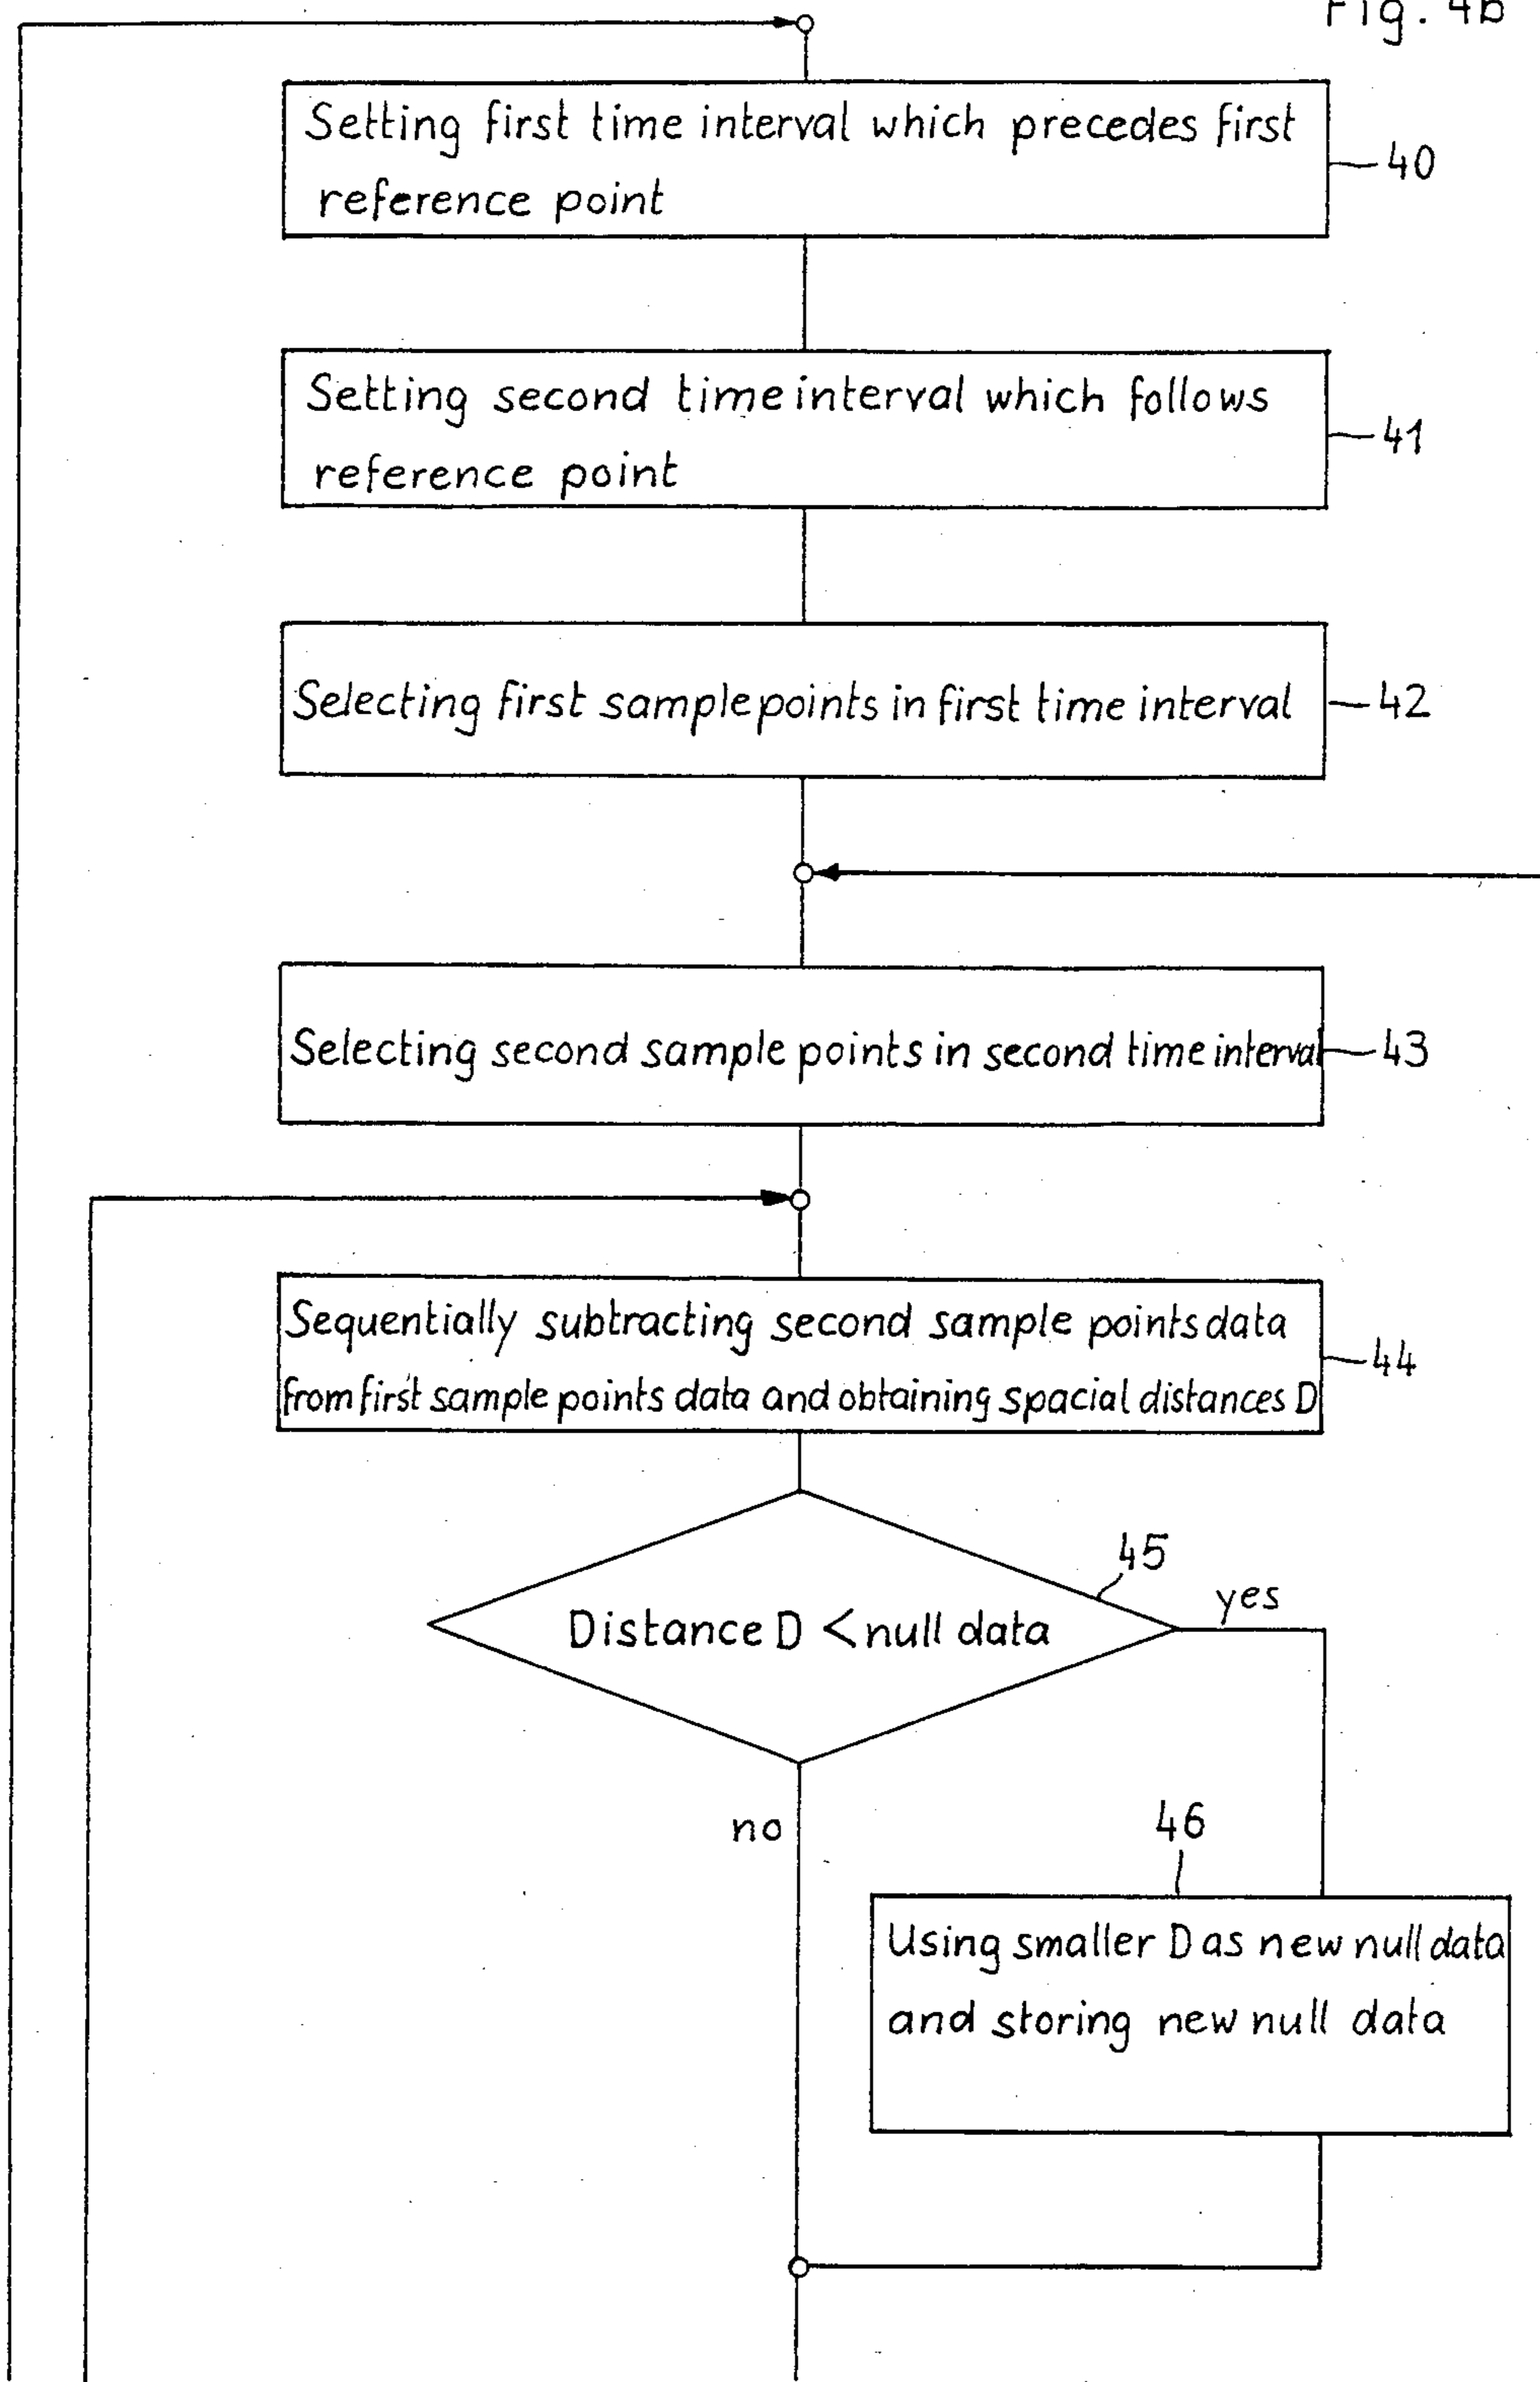 Fig. 4b
Setting first time interval which precedes first
reference point
40
Setting second time interval which follows
reference point
41
Selecting first sample points in first time interval
42
Selecting second sample points in second time interval
43
Sequentially subtracting second sample points data
from first sample points data and obtaining spacial distances D
44
45
yes
Distance D < null data
no
46
Using smaller D as new null data
and storing new null data